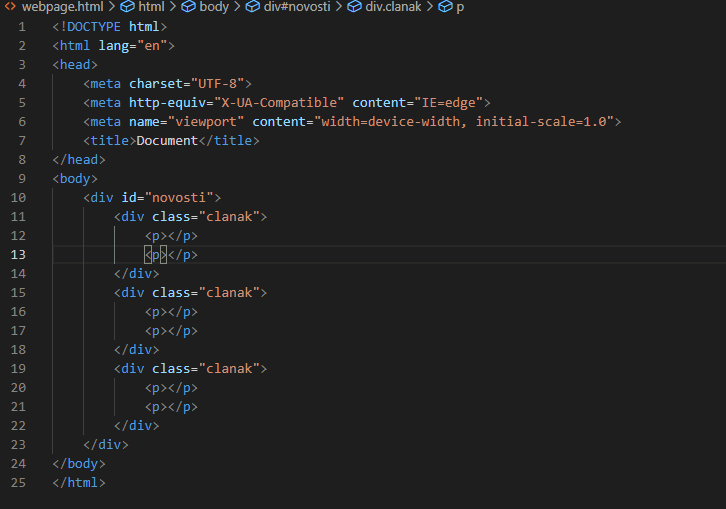 webpage.html > html > body > div#novosti > div.clanak > p
1 <!DOCTYPE html>
2 <html lang="en">
3 <head>
4     <meta charset="UTF-8">
5     <meta http-equiv="X-UA-Compatible" content="IE=edge">
6     <meta name="viewport" content="width=device-width, initial-scale=1.0">
7     <title>Document</title>
8 </head>
9 <body>
10     <div id="novosti">
11         <div class="clanak">
12             <p></p>
13             <p></p>
14         </div>
15         <div class="clanak">
16             <p></p>
17             <p></p>
18         </div>
19         <div class="clanak">
20             <p></p>
21             <p></p>
22         </div>
23     </div>
24 </body>
25 </html>